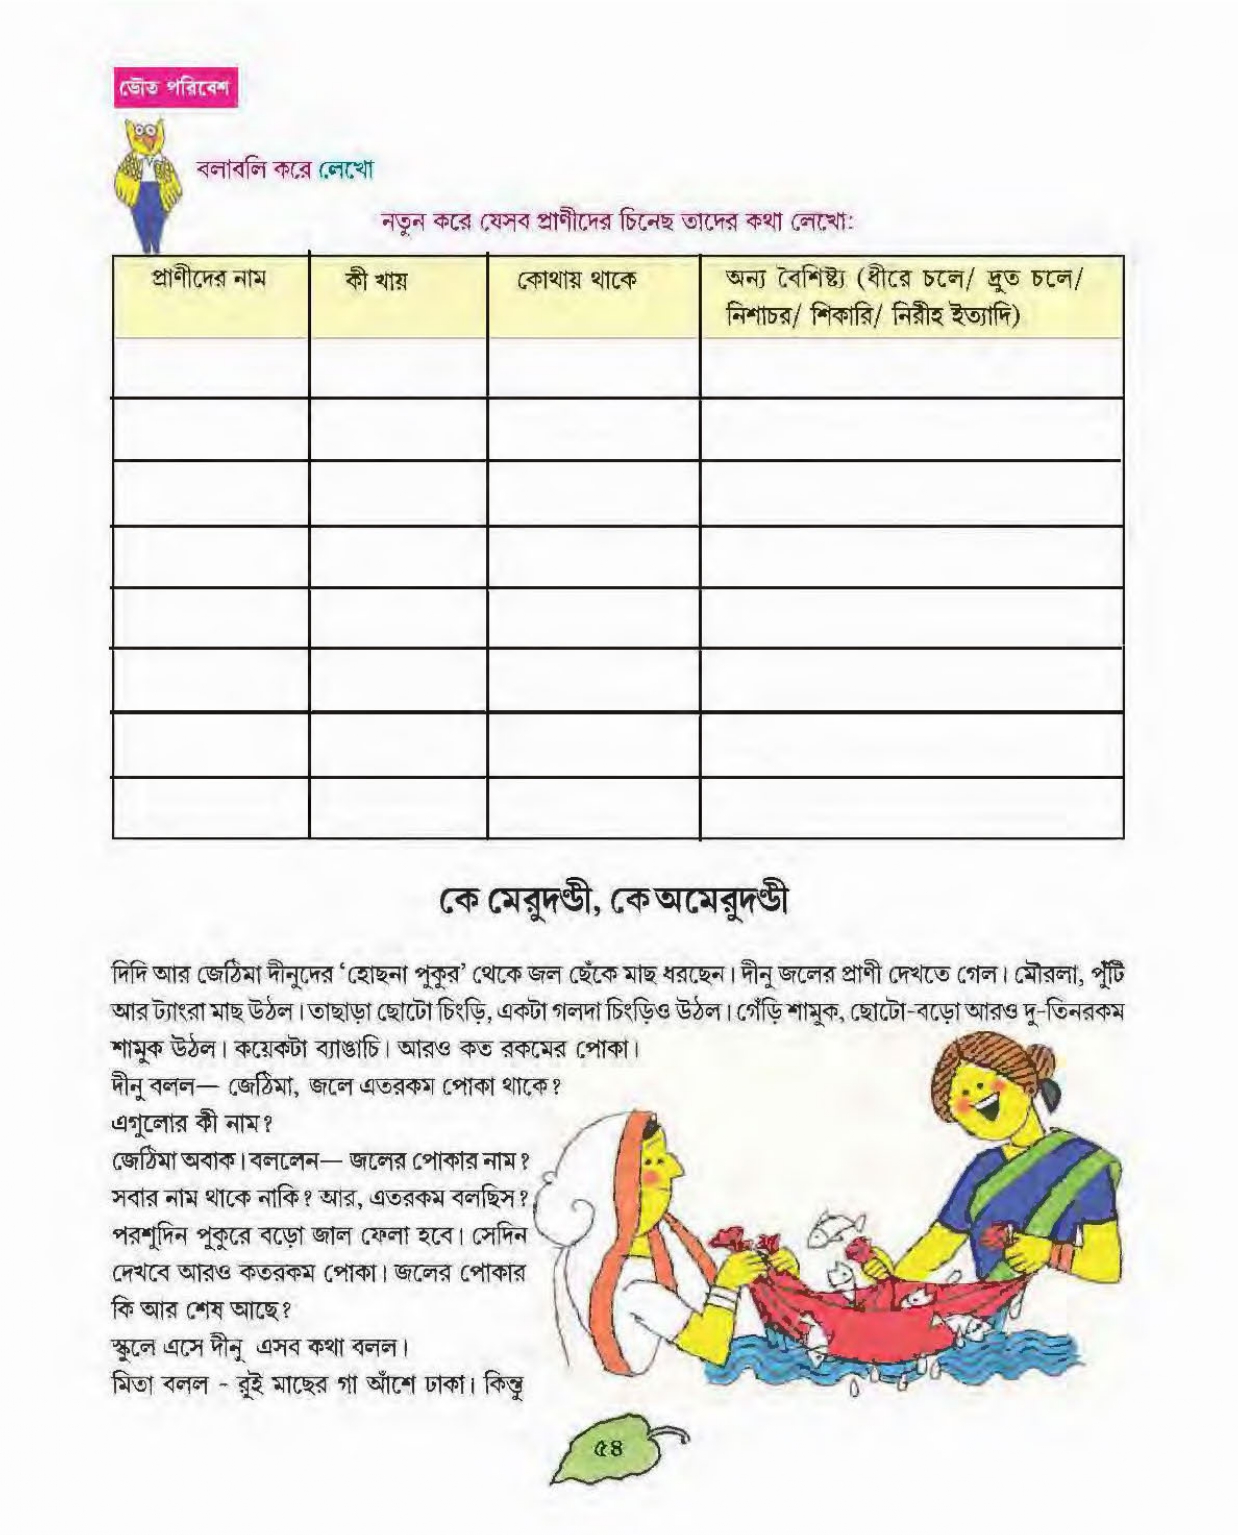 ভৌত পরিবেশ
বলাবলি করে লেখো
নতুন করে যেসব প্রাণীদের চিনেছ তাদের কথা লেখো:
প্রাণীদের নাম
কী খায়
কোথায় থাকে
অন্য বৈশিষ্ট্য (ধীরে চলে/ দ্রুত চলে/
নিশাচর/ শিকারি/ নিরীহ ইত্যাদি)
কে মেরুদণ্ডী, কে অমেরুদণ্ডী
দিদি আর জেঠিমা দীনুদের ‘হোছনা পুকুর’ থেকে জল ছেঁকে মাছ ধরছেন। দীনু জলের প্রাণী দেখতে গেল। মৌরলা, পুঁটি
আর ট্যাংরা মাছ উঠল। তাছাড়া ছোটো চিংড়ি, একটা গলদা চিংড়িও উঠল। গেঁড়ি শামুক, ছোটো-বড়ো আরও দু-তিনরকম
শামুক উঠল। কয়েকটা ব্যাঙাচি। আরও কত রকমের পোকা।
দীনু বলল— জেঠিমা, জলে এতরকম পোকা থাকে?
এগুলোর কী নাম?
জেঠিমা অবাক। বললেন— জলের পোকার নাম?
সবার নাম থাকে নাকি? আর, এতরকম বলছিস?
পরশুদিন পুকুরে বড়ো জাল ফেলা হবে। সেদিন
দেখবে আরও কতরকম পোকা। জলের পোকার
কি আর শেষ আছে?
স্কুলে এসে দীনু এসব কথা বলল।
মিতা বলল - রুই মাছের গা আঁশে ঢাকা। কিন্তু
৫৪